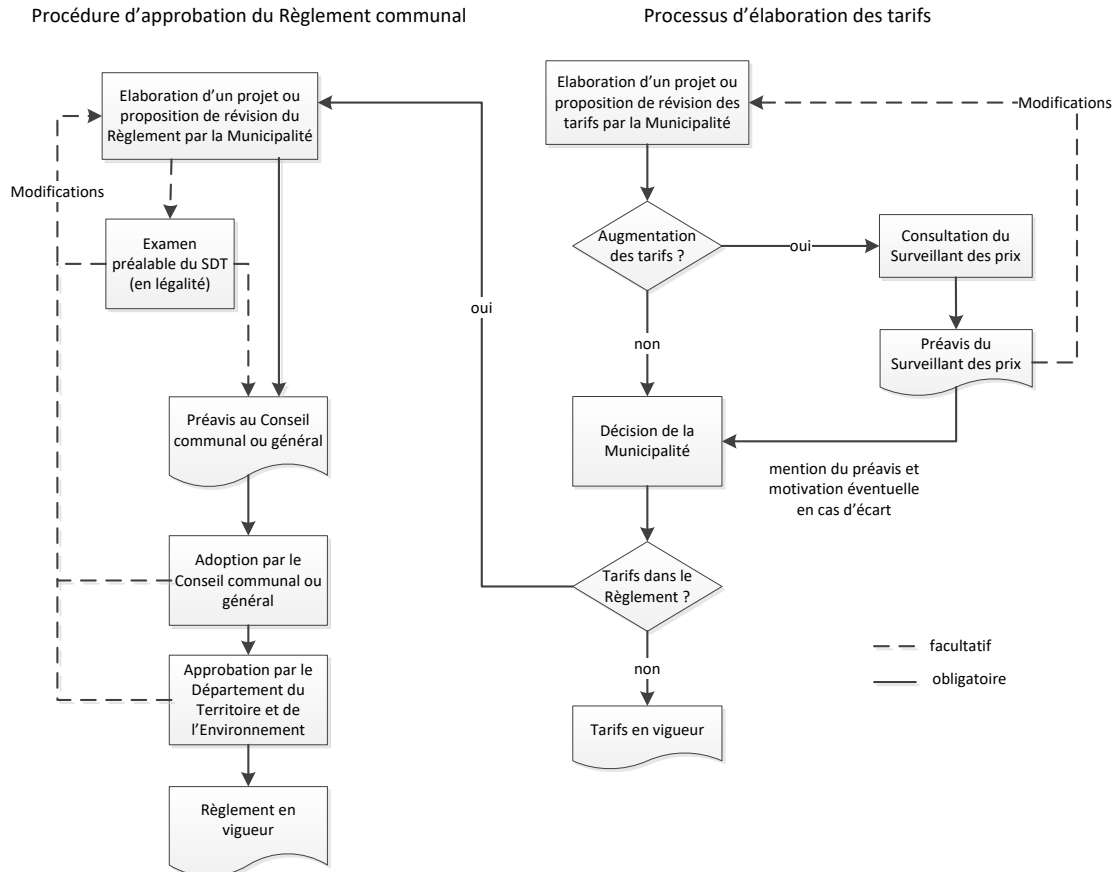 Procédure d’approbation du Règlement communal
Elaboration d’un projet ou
proposition de révision du
Règlement par la Municipalité
Modifications
Examen
préalable du SDT
(en légalité)
Préavis au Conseil
communal ou général
Adoption par le
Conseil communal ou
général
Approbation par le
Département du
Territoire et de
l’Environnement
Règlement en
vigueur
Processus d’élaboration des tarifs
Elaboration d’un projet ou
proposition de révision des
tarifs par la Municipalité
Modifications
Augmentation
des tarifs ?
oui
Consultation du
Surveillant des prix
non
Préavis du
Surveillant des prix
Décision de la
Municipalité
mention du préavis et
motivation éventuelle
en cas d’écart
Tarifs dans le
Règlement ?
oui
non
Tarifs en vigueur
facultatif
obligatoire